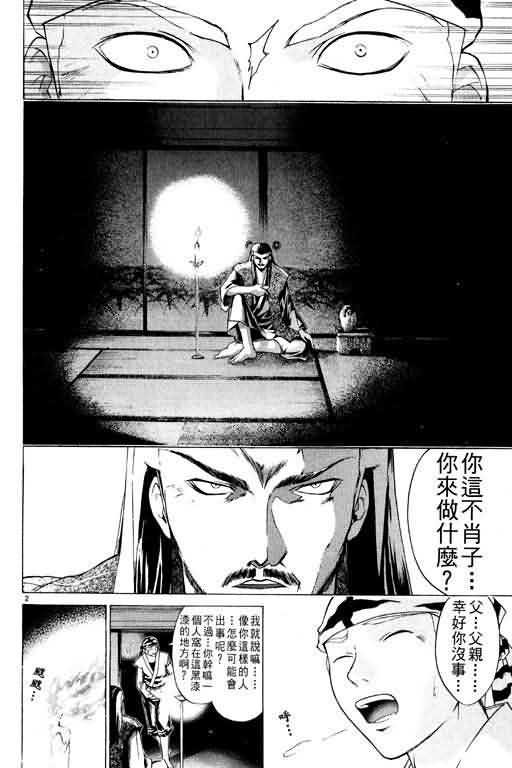 你這不肖子…
你來做什麼?
父…父親…
幸好你沒事…
呼…
我就說嘛……
像你這樣的人
…怎麼可能會
出事呢?
不過…你幹嘛一
個人窩在這黑漆
漆的地方啊?
颼…
颼…
2